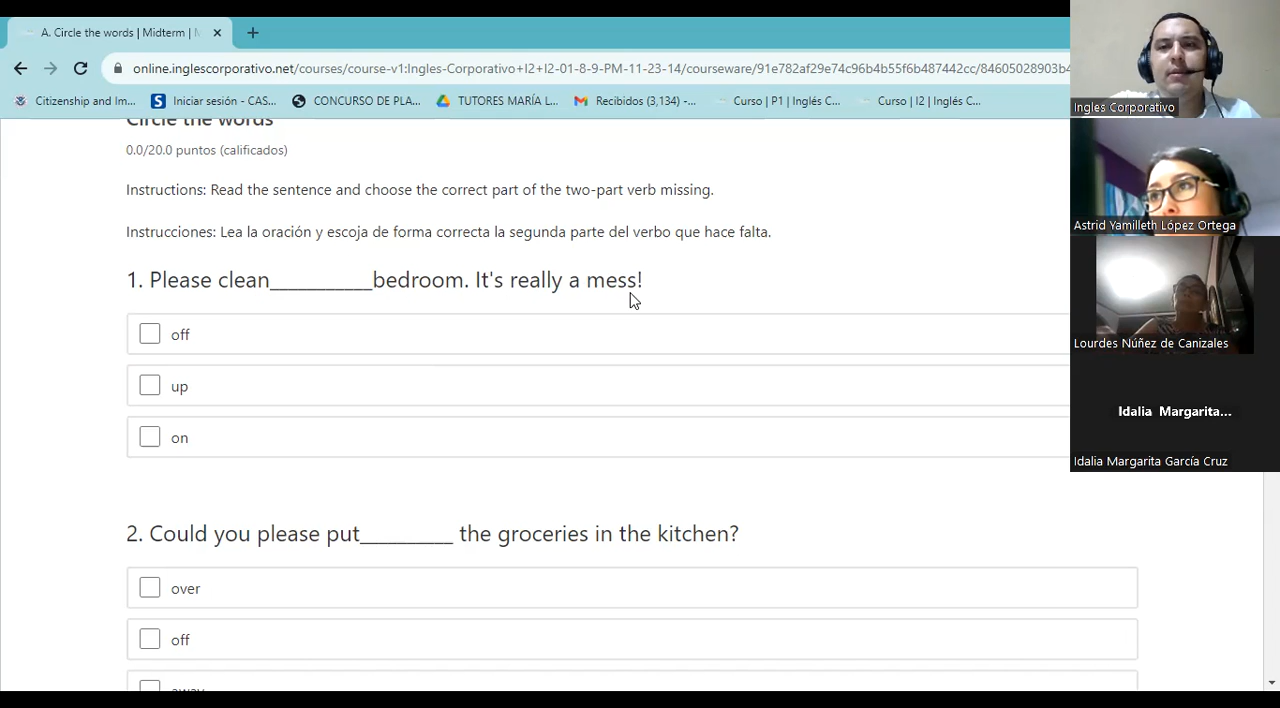 A. Circle the words | Midterm |
online.inglescorporativo.net/courses/course-v1:Ingles-Corporativo+I2+I2-01-8-9-PM-11-23-14/courseware/91e782af29e74c96b4b55f6b487442cc/84605028903b4
Citizenship and Im... Iniciar sesión - CAS... CONCURSO DE PLA... TUTORES MARÍA L... Recibidos (3,134) -... Curso | P1 | Inglés C... Curso | I2 | Inglés C...
Circle the words
0.0/20.0 puntos (calificados)
Instructions: Read the sentence and choose the correct part of the two-part verb missing.
Instrucciones: Lea la oración y escoja de forma correcta la segunda parte del verbo que hace falta.
1. Please clean___________bedroom. It's really a mess!
off
up
on
2. Could you please put__________ the groceries in the kitchen?
over
off
away
Ingles Corporativo
Astrid Yamilleth López Ortega
Lourdes Núñez de Canizales
Idalia Margarita...
Idalia Margarita García Cruz